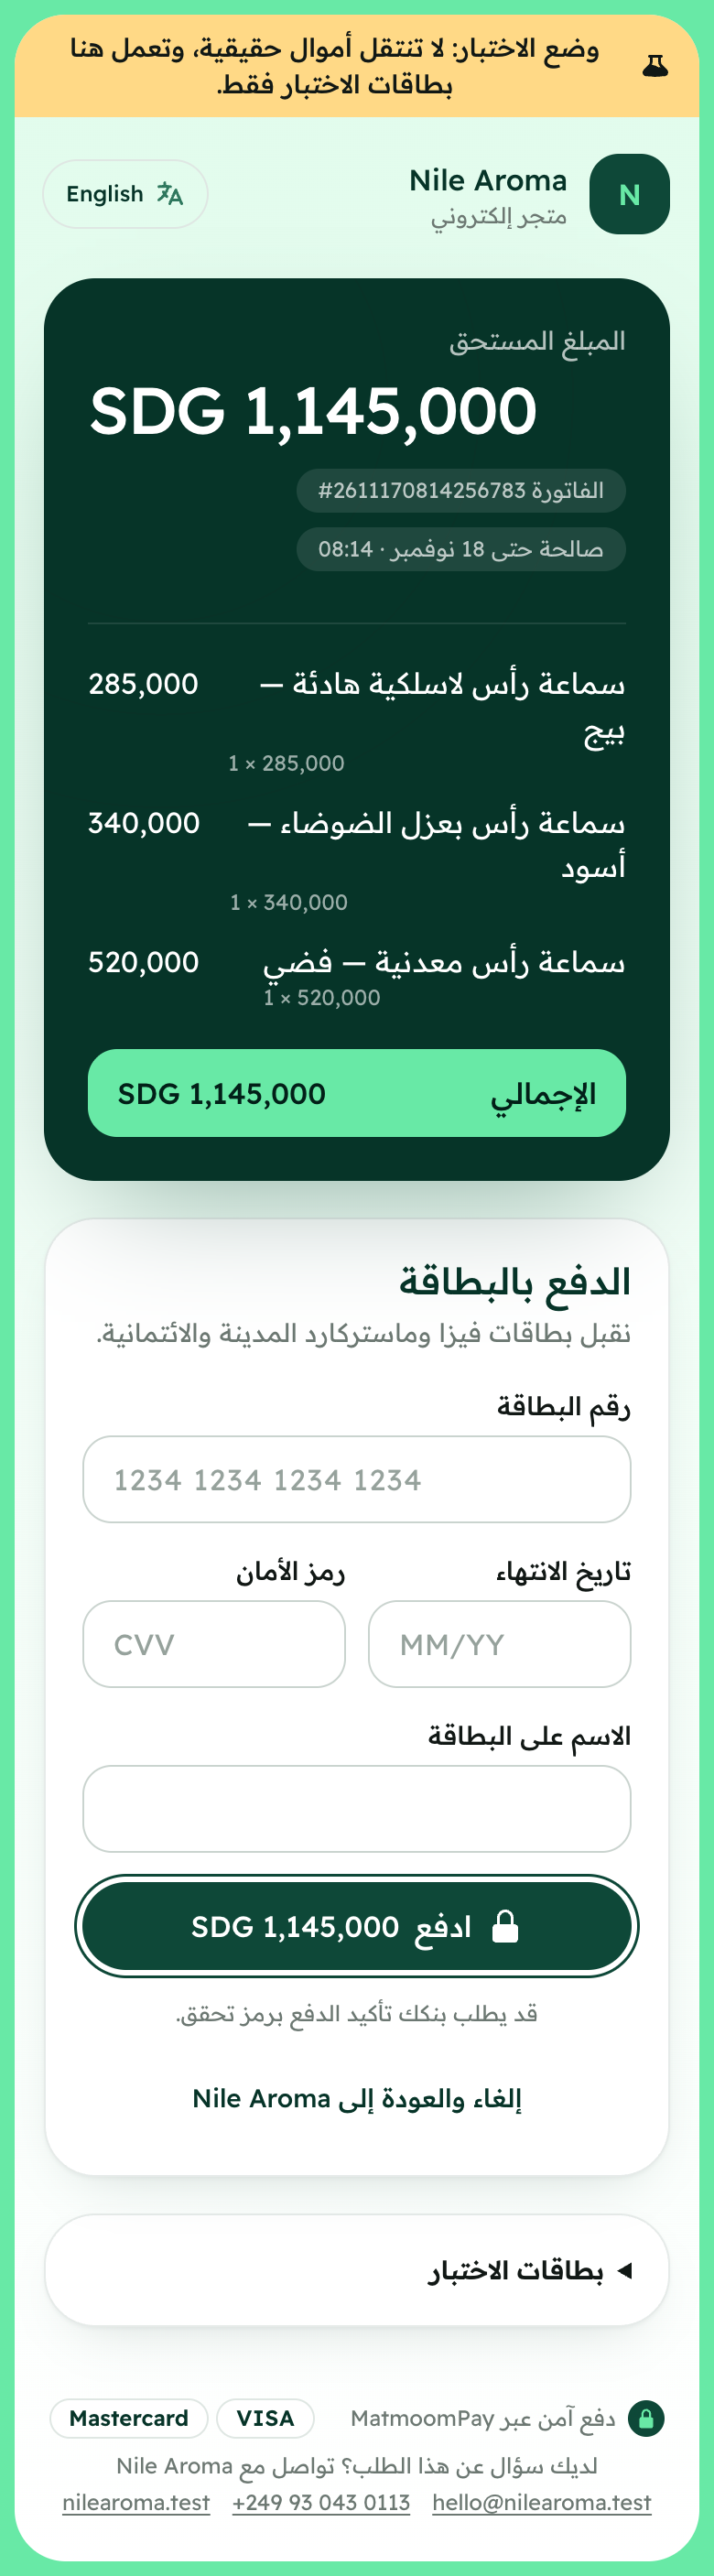 وضع الاختبار: لا تنتقل أموال حقيقية، وتعمل هنا
بطاقات الاختبار فقط.
N
Nile Aroma
متجر إلكتروني
English
المبلغ المستحق
SDG 1,145,000
الفاتورة 2611170814256783#
صالحة حتى 18 نوفمبر · 08:14
سماعة رأس لاسلكية هادئة —
بيج
285,000
1 × 285,000
سماعة رأس بعزل الضوضاء —
أسود
340,000
1 × 340,000
سماعة رأس معدنية — فضي
520,000
1 × 520,000
الإجمالي
SDG 1,145,000
الدفع بالبطاقة
نقبل بطاقات فيزا وماستركارد المدينة والائتمانية.
رقم البطاقة
1234 1234 1234 1234
تاريخ الانتهاء
رمز الأمان
MM/YY
CVV
الاسم على البطاقة
ادفع SDG 1,145,000
قد يطلب بنكك تأكيد الدفع برمز تحقق.
إلغاء والعودة إلى Nile Aroma
بطاقات الاختبار
دفع آمن عبر MatmoomPay
VISA
Mastercard
لديك سؤال عن هذا الطلب؟ تواصل مع Nile Aroma
hello@nilearoma.test
+249 93 043 0113
nilearoma.test